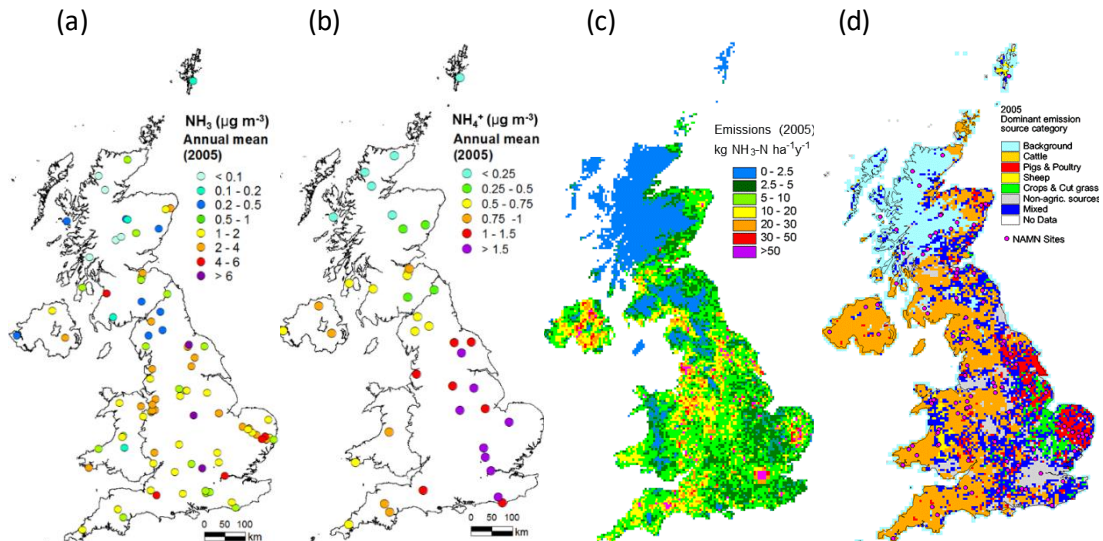 (a)
NH₃ (µg m⁻³)
Annual mean
(2005)
< 0.1
0.1 - 0.2
0.2 - 0.5
0.5 - 1
1 - 2
2 - 4
4 - 6
> 6
0 50 100
km
(b)
NH₄⁺ (µg m⁻³)
Annual mean
(2005)
< 0.25
0.25 - 0.5
0.5 - 0.75
0.75 -1
1 - 1.5
> 1.5
0 50 100
km
(c)
Emissions (2005)
kg NH₃-N ha⁻¹y⁻¹
0 - 2.5
2.5 - 5
5 - 10
10 - 20
20 - 30
30 - 50
>50
(d)
2005
Dominant emission
source category
Background
Cattle
Pigs & Poultry
Sheep
Crops & Cut grass
Non-agric. sources
Mixed
No Data
NAMN Sites